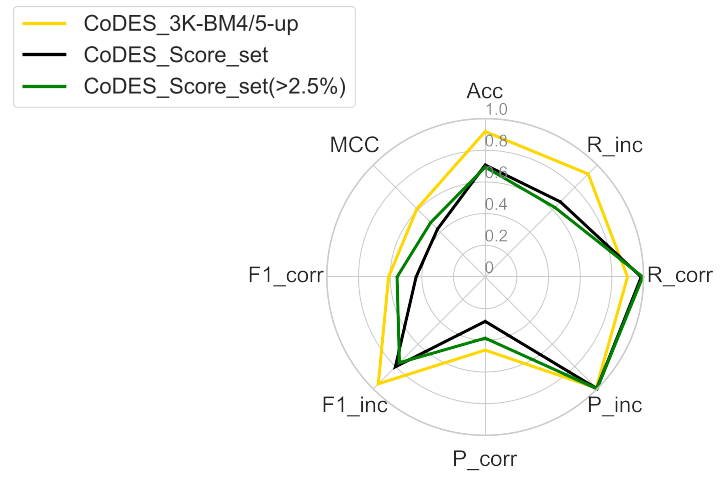 CoDES_3K-BM4/5-up
CoDES_Score_set
CoDES_Score_set(>2.5%)
Acc
1.0
MCC
0.8
R_inc
0.6
0.4
0.2
F1_corr
0
R_corr
F1_inc
P_inc
P_corr